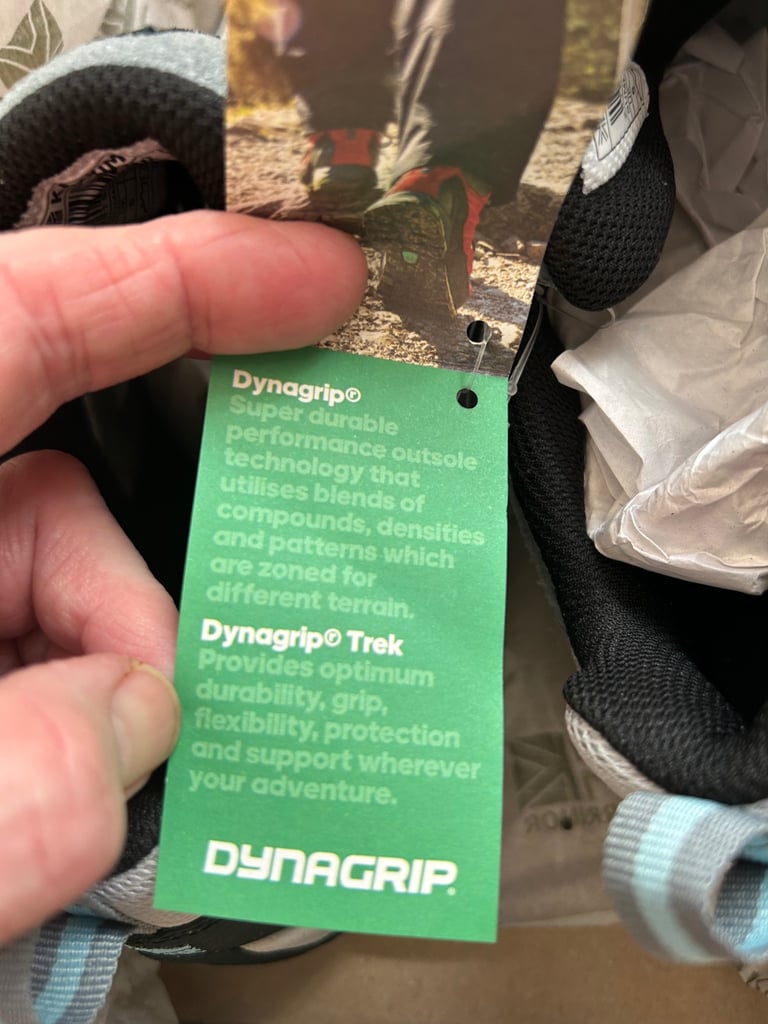 Dynagrip®
Super durable
performance outsole
technology that
utilises blends of
compounds, densities
and patterns which
are zoned for
different terrain.
Dynagrip® Trek
Provides optimum
durability, grip,
flexibility, protection
and support wherever
your adventure.
DYNAGRIP®